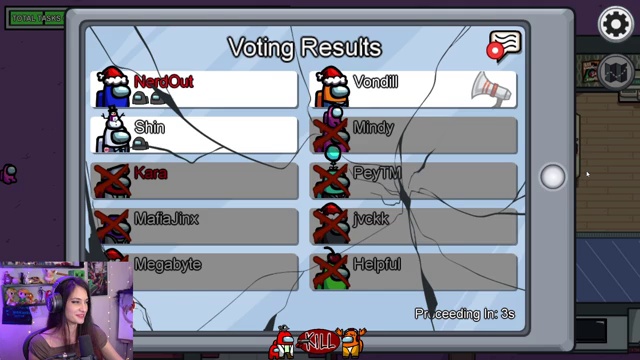 TOTAL TASKS
Voting Results
NerdOut
Vondill
Shin
Mindy
Kara
PeyTM
MafiaJinx
jvckk
Megabyte
Helpful
Proceeding In: 3s
KILL